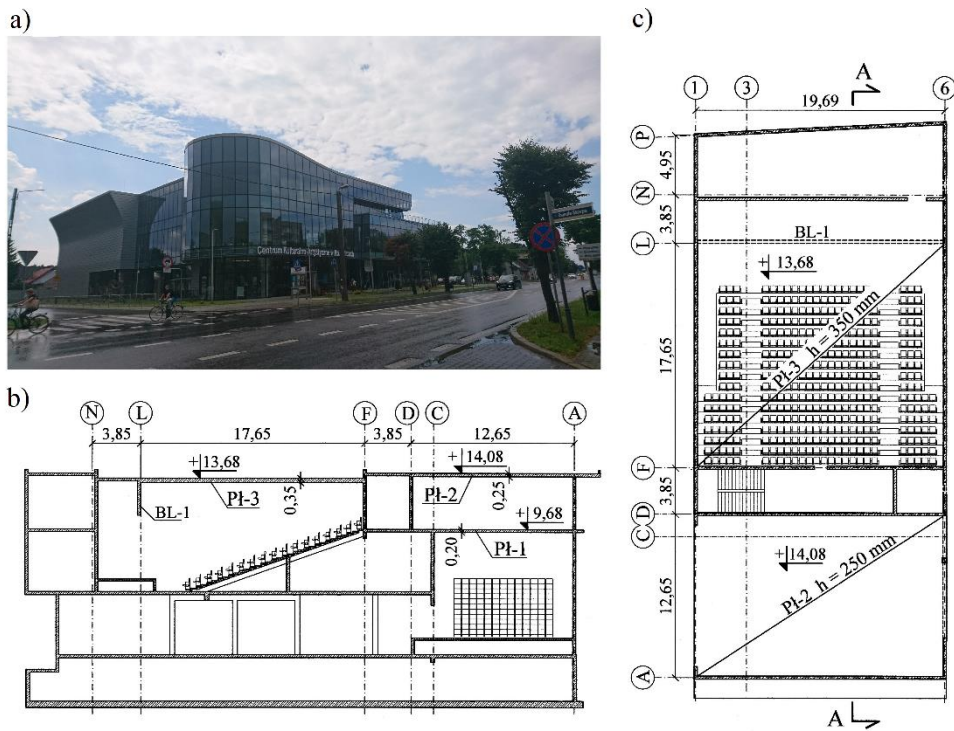 a)
Centrum Kulturalno
b)
N
L
F
D
C
A
3,85
17,65
3,85
12,65
+13,68
+14,08
Pł-3
0,35
Pł-2
0,25
+9,68
BL-1
0,20
Pł-1
c)
A
1
3
6
19,69
P
4,95
N
3,85
L
BL-1
+13,68
17,65
Pł-3 h = 350 mm
F
3,85
D
C
+14,08
12,65
Pł-2 h = 250 mm
A
A